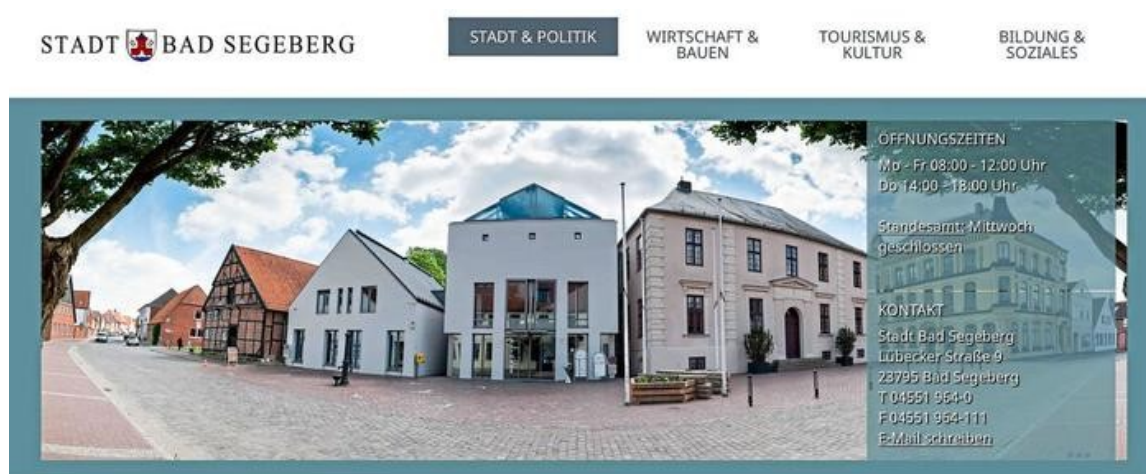 STADT BAD SEGEBERG
STADT & POLITIK
WIRTSCHAFT &
BAUEN
TOURISMUS &
KULTUR
BILDUNG &
SOZIALES
ÖFFNUNGSZEITEN
Mo - Fr 08:00 - 12:00 Uhr
Do 14:00 - 18:00 Uhr
Standesamt: Mittwoch
geschlossen
KONTAKT
Stadt Bad Segeberg
Lübecker Straße 9
23795 Bad Segeberg
T 04551 964-0
F 04551 964-111
E-Mail schreiben